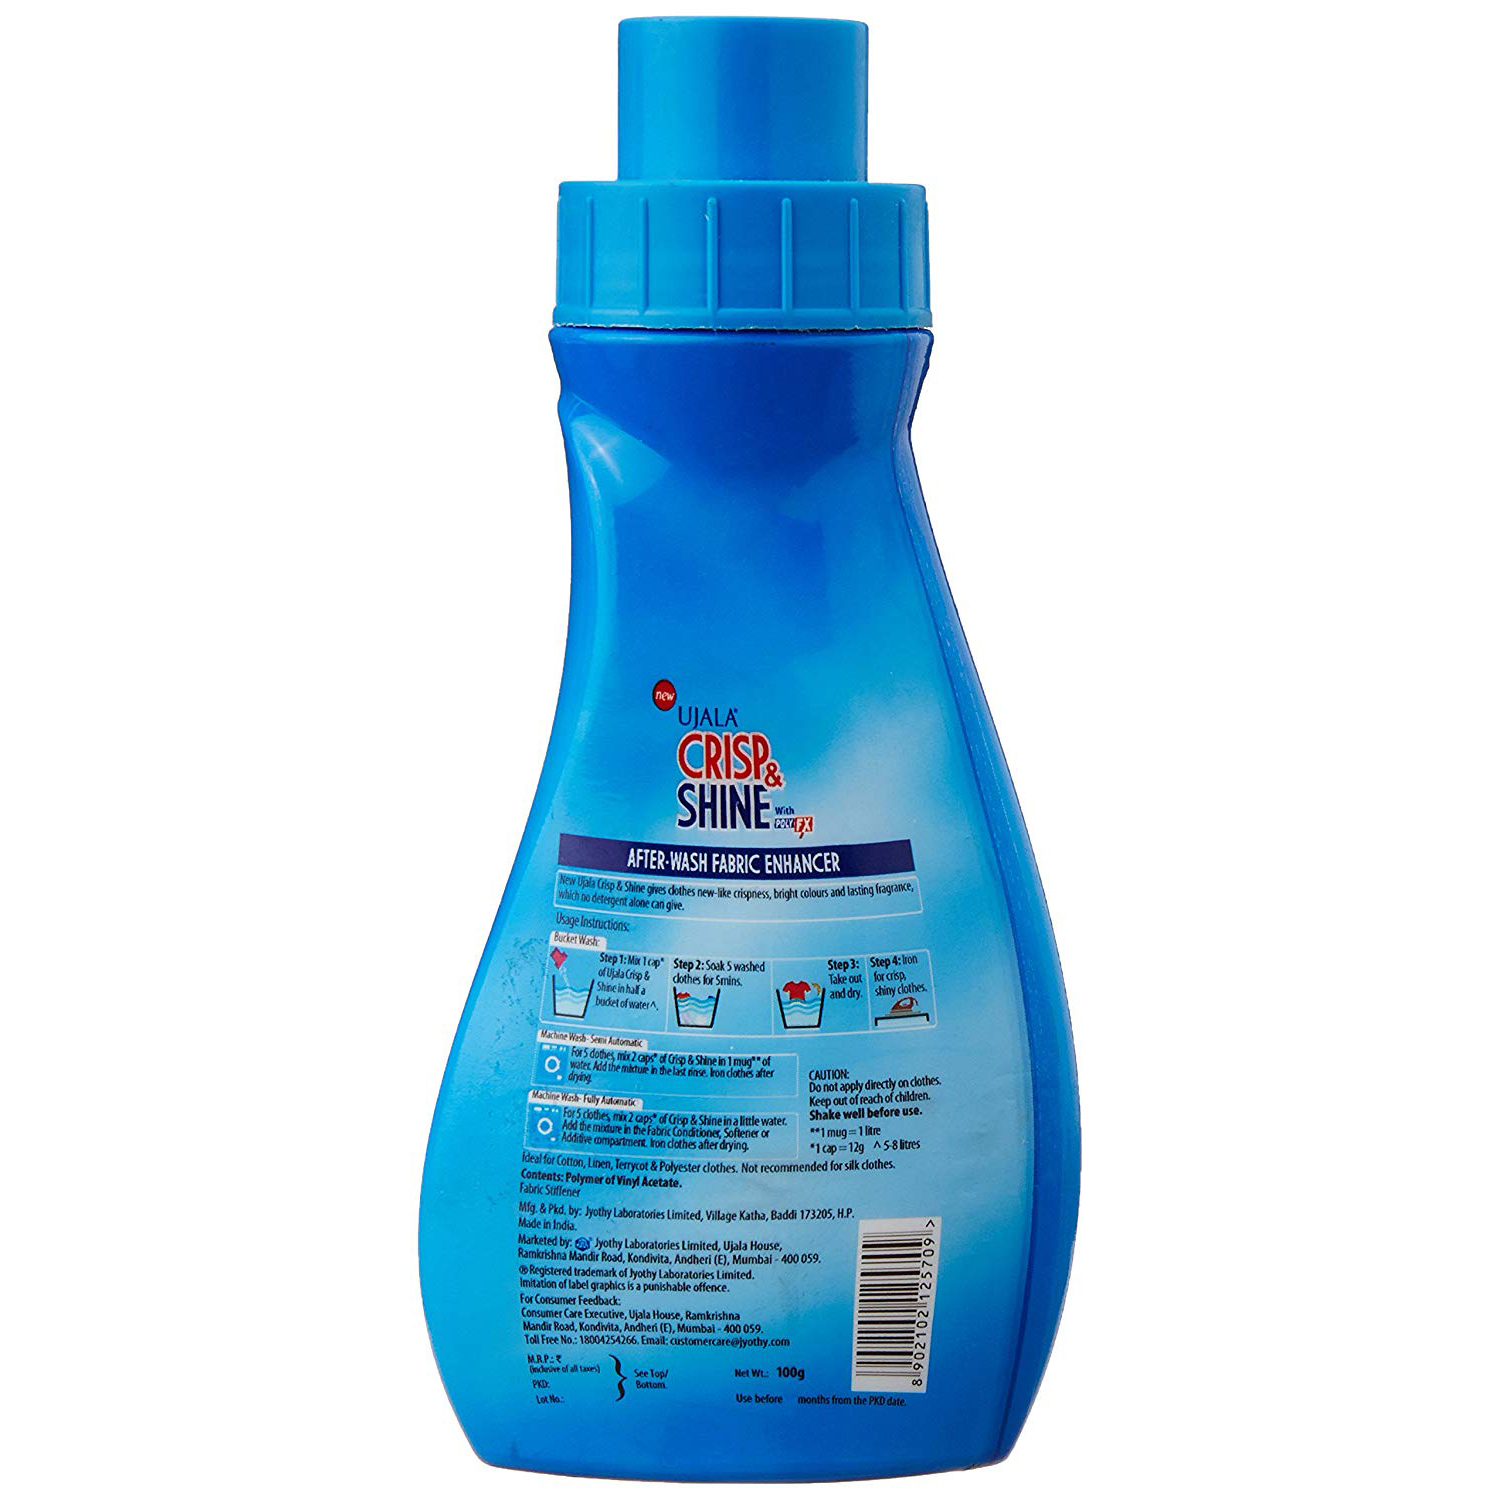 new
UJALA®
CRISP &
SHINE With
POLY FX
AFTER-WASH FABRIC ENHANCER
New Ujala Crisp & Shine gives clothes new-like crispness, bright colours and lasting fragrance,
which no detergent alone can give.
Usage Instructions:
Bucket Wash:
Step 1: Mix 1 cap*
of Ujala Crisp &
Shine in half a
bucket of water^.
Step 2: Soak 5 washed
clothes for 5mins.
Step 3:
Take out
and dry.
Step 4: Iron
for crisp,
shiny clothes.
Machine Wash- Semi Automatic
For 5 clothes, mix 2 caps* of Crisp & Shine in 1 mug** of
water. Add the mixture in the last rinse. Iron clothes after
drying.
Machine Wash- Fully Automatic
For 5 clothes, mix 2 caps* of Crisp & Shine in a little water.
Add the mixture in the Fabric Conditioner, Softener or
Additive compartment. Iron clothes after drying.
CAUTION:
Do not apply directly on clothes.
Keep out of reach of children.
Shake well before use.
**1 mug = 1 litre
*1 cap = 12g ^ 5-8 litres
Ideal for Cotton, Linen, Terrycot & Polyester clothes. Not recommended for silk clothes.
Contents: Polymer of Vinyl Acetate.
Fabric Stiffener
Mfg. & Pkd. by: Jyothy Laboratories Limited, Village Katha, Baddi 173205, H.P.
Made in India.
Marketed by: Jyothy Laboratories Limited, Ujala House,
Ramkrishna Mandir Road, Kondivita, Andheri (E), Mumbai - 400 059.
® Registered trademark of Jyothy Laboratories Limited.
Imitation of label graphics is a punishable offence.
For Consumer Feedback:
Consumer Care Executive, Ujala House, Ramkrishna
Mandir Road, Kondivita, Andheri (E), Mumbai - 400 059.
Toll Free No.: 18004254266. Email: customercare@jyothy.com
M.R.P.: ₹
(inclusive of all taxes)
PKD:
Lot No.:
See Top/
Bottom.
Net Wt.: 100g
Use before months from the PKD date.
8 902102 125709 >